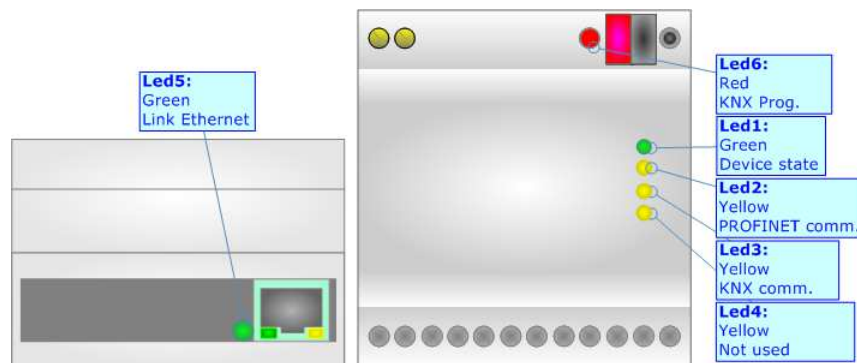 Led5:
Green
Link Ethernet
Led6:
Red
KNX Prog.
Led1:
Green
Device state
Led2:
Yellow
PROFINET comm.
Led3:
Yellow
KNX comm.
Led4:
Yellow
Not used